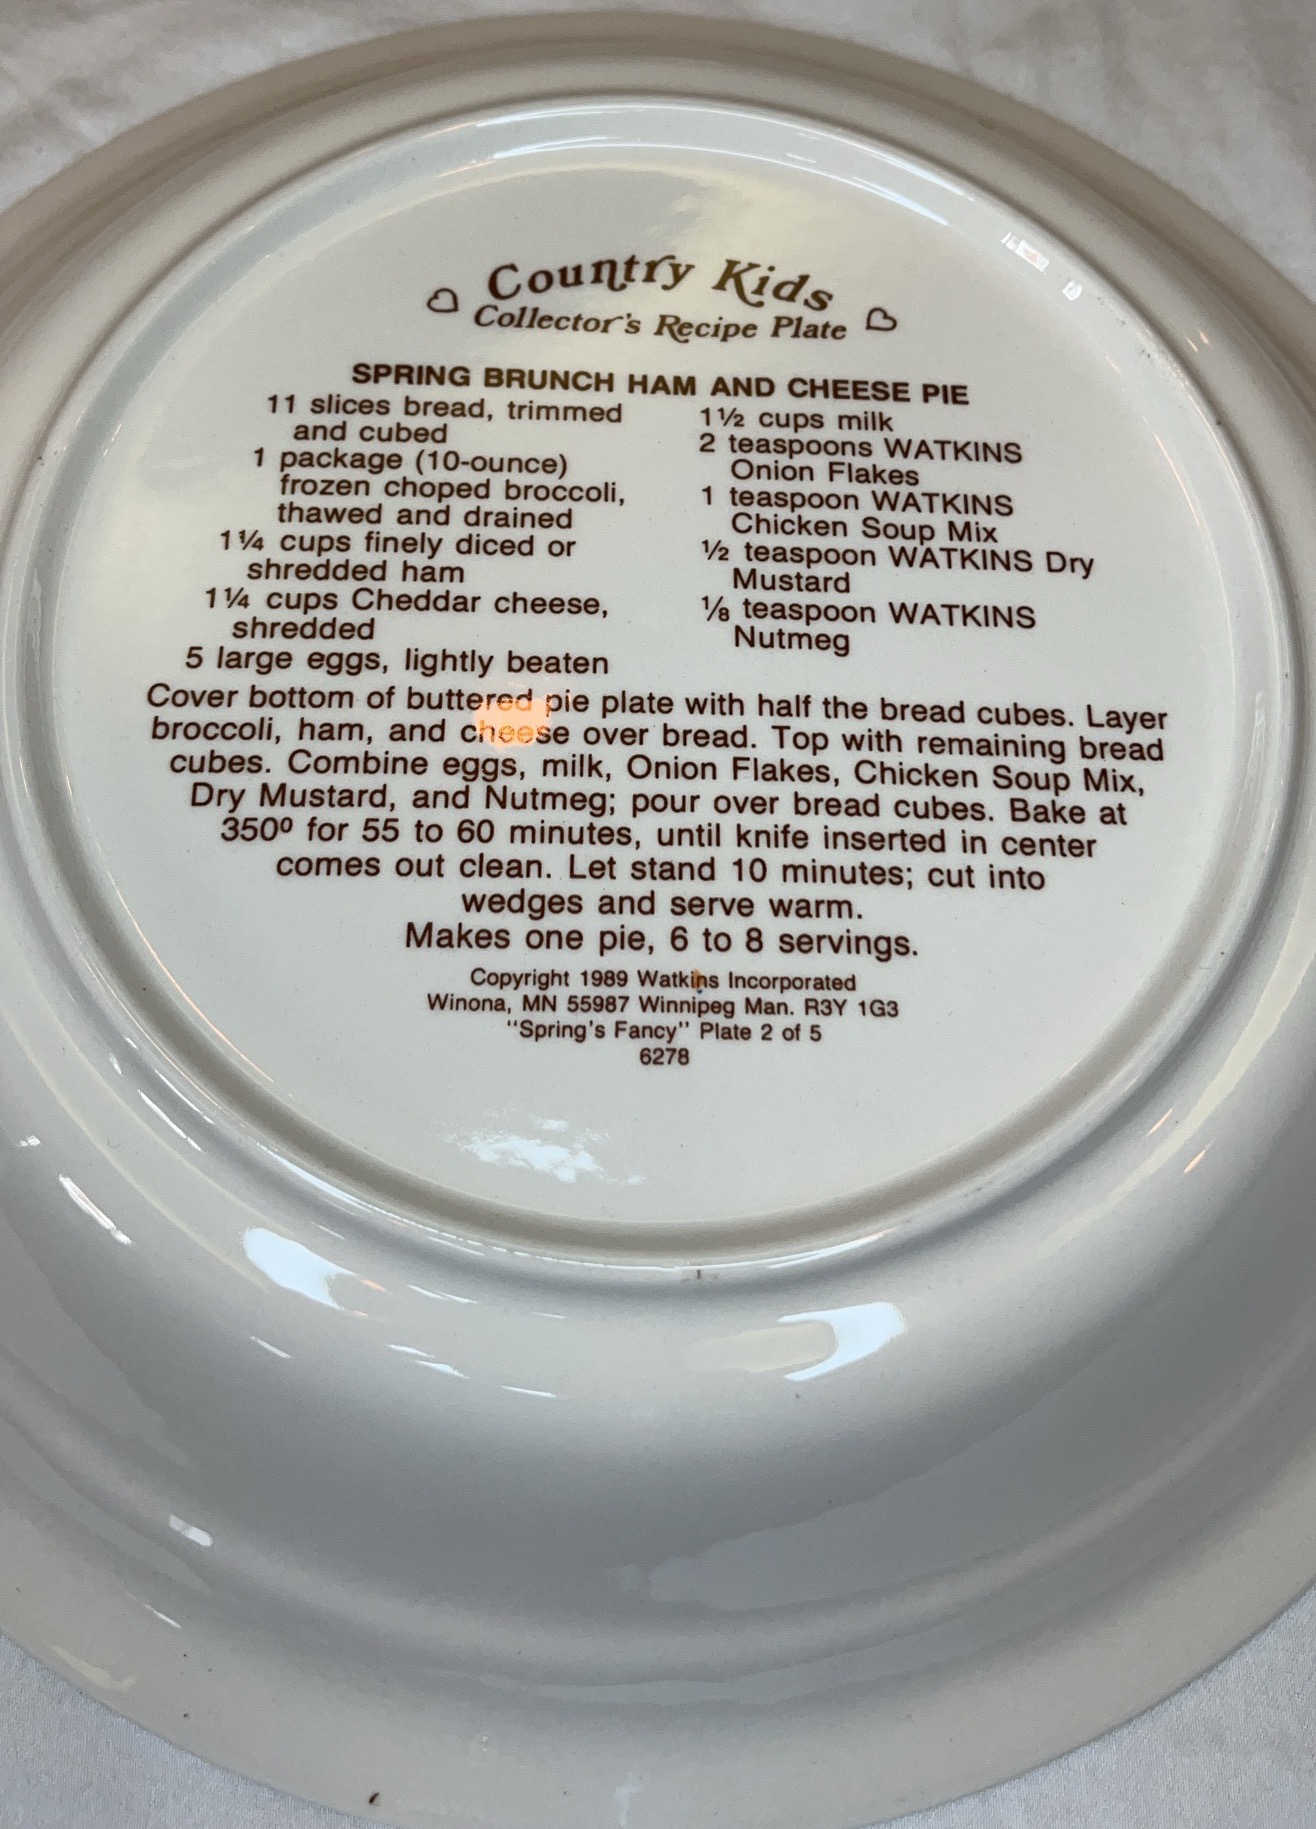 Country Kids
Collector's Recipe Plate
SPRING BRUNCH HAM AND CHEESE PIE
11 slices bread, trimmed
and cubed
1 package (10-ounce)
frozen choped broccoli,
thawed and drained
1¼ cups finely diced or
shredded ham
1¼ cups Cheddar cheese,
shredded
5 large eggs, lightly beaten
1½ cups milk
2 teaspoons WATKINS
Onion Flakes
1 teaspoon WATKINS
Chicken Soup Mix
½ teaspoon WATKINS Dry
Mustard
⅛ teaspoon WATKINS
Nutmeg
Cover bottom of buttered pie plate with half the bread cubes. Layer
broccoli, ham, and cheese over bread. Top with remaining bread
cubes. Combine eggs, milk, Onion Flakes, Chicken Soup Mix,
Dry Mustard, and Nutmeg; pour over bread cubes. Bake at
350º for 55 to 60 minutes, until knife inserted in center
comes out clean. Let stand 10 minutes; cut into
wedges and serve warm.
Makes one pie, 6 to 8 servings.
Copyright 1989 Watkins Incorporated
Winona, MN 55987 Winnipeg Man. R3Y 1G3
"Spring's Fancy" Plate 2 of 5
6278